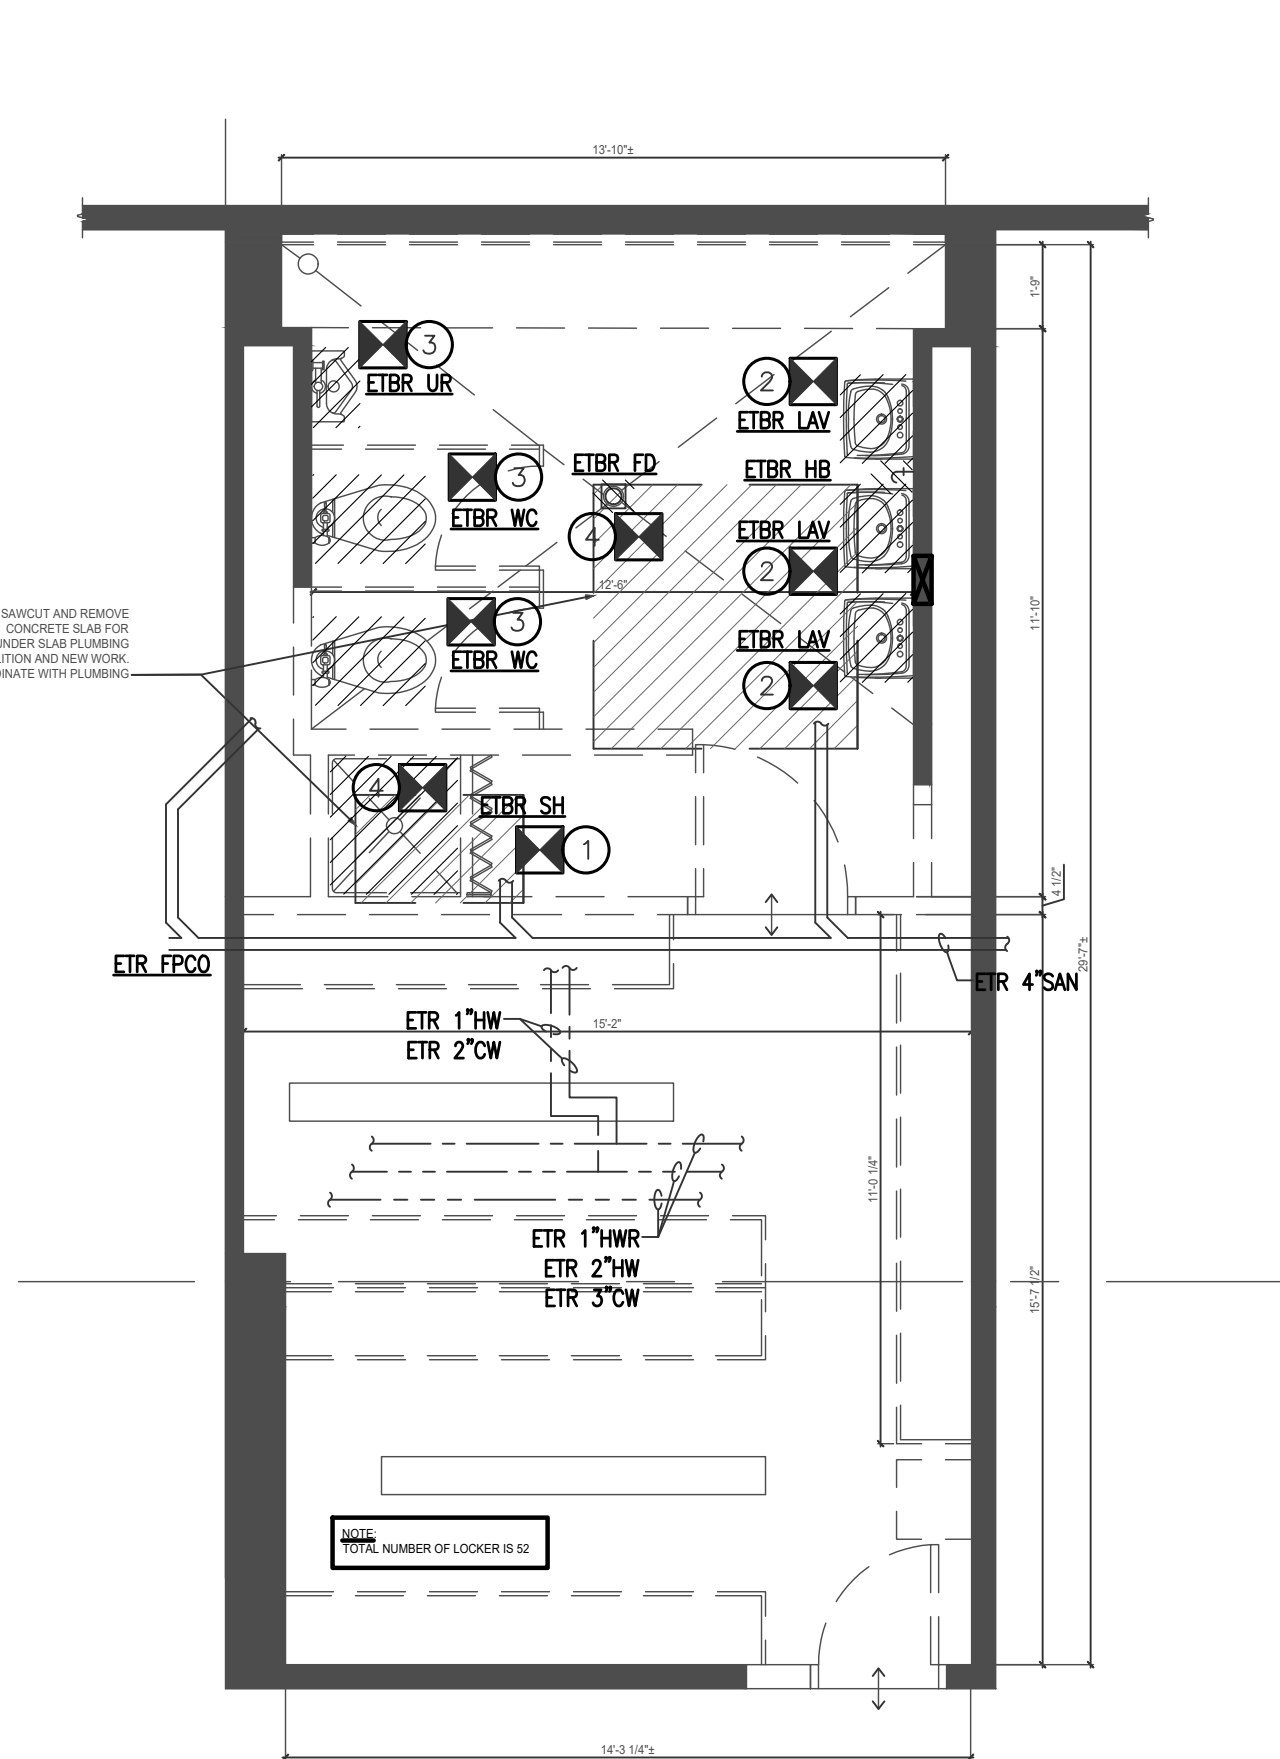 13'-10"±
1'-9"
3
ETBR UR
2
ETBR LAV
3
ETBR WC
ETBR FD
ETBR HB
4
ETBR LAV
2
12'-6"
SAWCUT AND REMOVE
CONCRETE SLAB FOR
UNDER SLAB PLUMBING
LITION AND NEW WORK.
DINATE WITH PLUMBING
11'-10"
3
ETBR WC
ETBR LAV
2
4
ETBR SH
1
4 1/2"
29'-7"±
ETR FPCO
ETR 4"SAN
ETR 1"HW
ETR 2"CW
15'-2"
11'-0 1/4"
ETR 1"HWR
ETR 2"HW
ETR 3"CW
15'-7 1/2"
NOTE:
TOTAL NUMBER OF LOCKER IS 52
14'-3 1/4"±